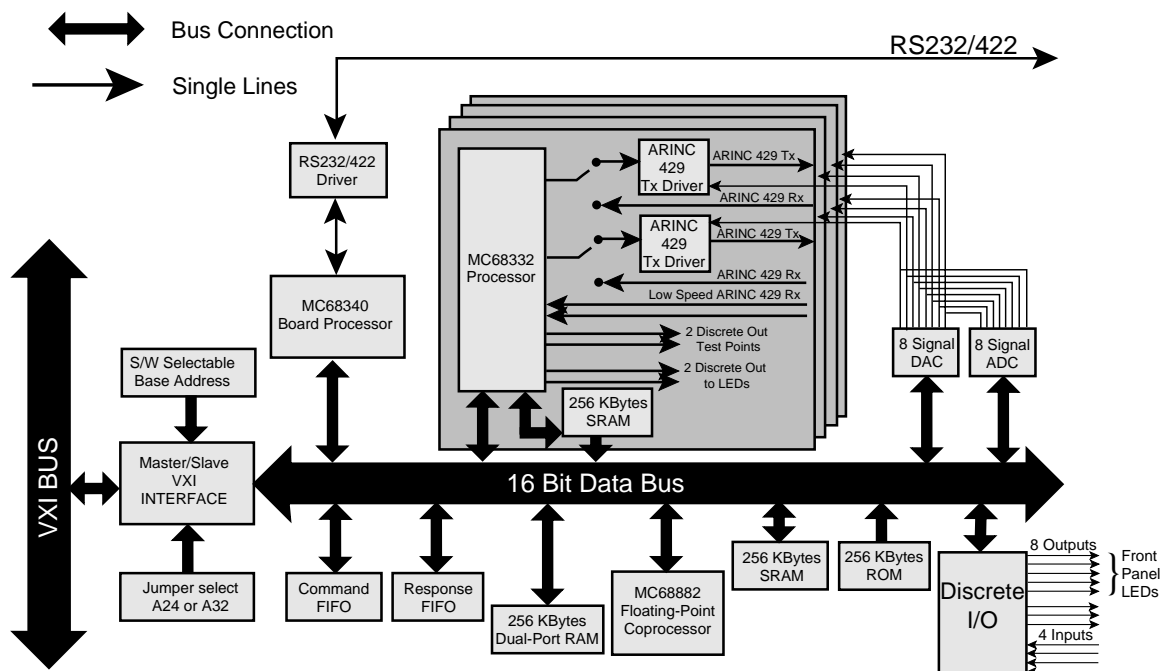 Bus Connection
Single Lines
RS232/422
RS232/422
Driver
MC68340
Board Processor
S/W Selectable
Base Address
Master/Slave
VXI
INTERFACE
Jumper select
A24 or A32
VXI BUS
MC68332
Processor
ARINC
429
Tx Driver
ARINC 429 Tx
ARINC 429 Rx
ARINC
429
Tx Driver
ARINC 429 Tx
ARINC 429 Rx
Low Speed ARINC 429 Rx
2 Discrete Out
Test Points
2 Discrete Out
to LEDs
256 KBytes
SRAM
8 Signal
DAC
8 Signal
ADC
16 Bit Data Bus
Command
FIFO
Response
FIFO
256 KBytes
Dual-Port RAM
MC68882
Floating-Point
Coprocessor
256 KBytes
SRAM
256 KBytes
ROM
Discrete
I/O
8 Outputs
Front
Panel
LEDs
4 Inputs